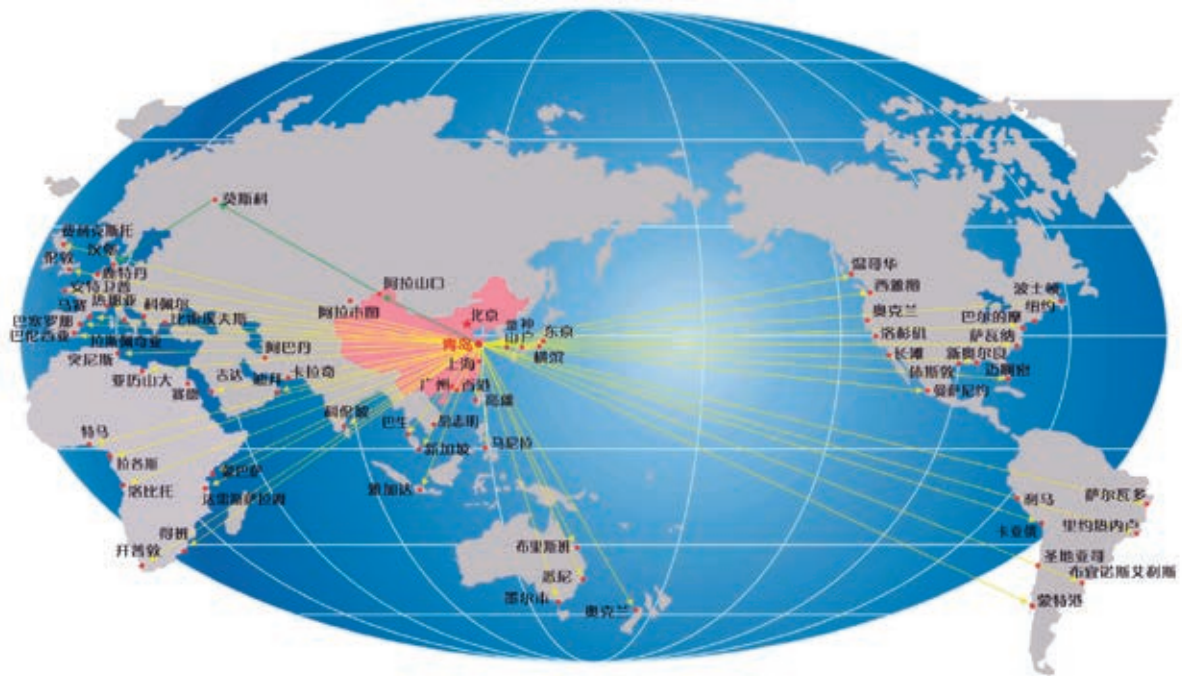 莫斯科
费利克斯托
汉堡
伦敦
鹿特丹
安特卫普
马赛
热那亚
科佩尔
巴塞罗那
比雷埃夫斯
巴伦西亚
突尼斯
亚历山大
吉达
塞德
阿巴丹
迪拜
卡拉奇
阿拉山口
阿拉木图
北京
青岛
上海
广州
香港
高雄
釜山
神户
东京
横滨
科伦坡
巴生
胡志明
新加坡
马尼拉
雅加达
特马
拉各斯
洛比托
蒙巴萨
达雷斯萨拉姆
得班
开普敦
布里斯班
悉尼
墨尔本
奥克兰
温哥华
西雅图
奥克兰
洛杉矶
长滩
休斯敦
曼萨尼约
波士顿
纽约
巴尔的摩
萨瓦纳
新奥尔良
迈阿密
利马
卡亚俄
萨尔瓦多
里约热内卢
圣地亚哥
布宜诺斯艾利斯
蒙特港